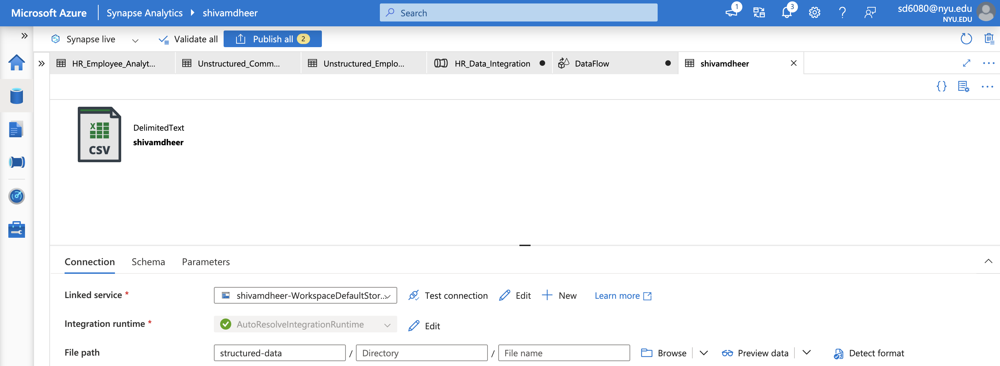 Microsoft Azure
Synapse Analytics
shivamdheer
Search
1
3
sd6080@nyu.edu
NYU.EDU
Synapse live
Validate all
Publish all 2
HR_Employee_Analyt...
Unstructured_Comm...
Unstructured_Emplo...
HR_Data_Integration
DataFlow
shivamdheer
X
CSV
DelimitedText
shivamdheer
Connection
Schema
Parameters
Linked service *
shivamdheer-WorkspaceDefaultStor...
Test connection
Edit
New
Learn more
Integration runtime *
AutoResolveIntegrationRuntime
Edit
File path
structured-data
/
Directory
/
File name
Browse
Preview data
Detect format